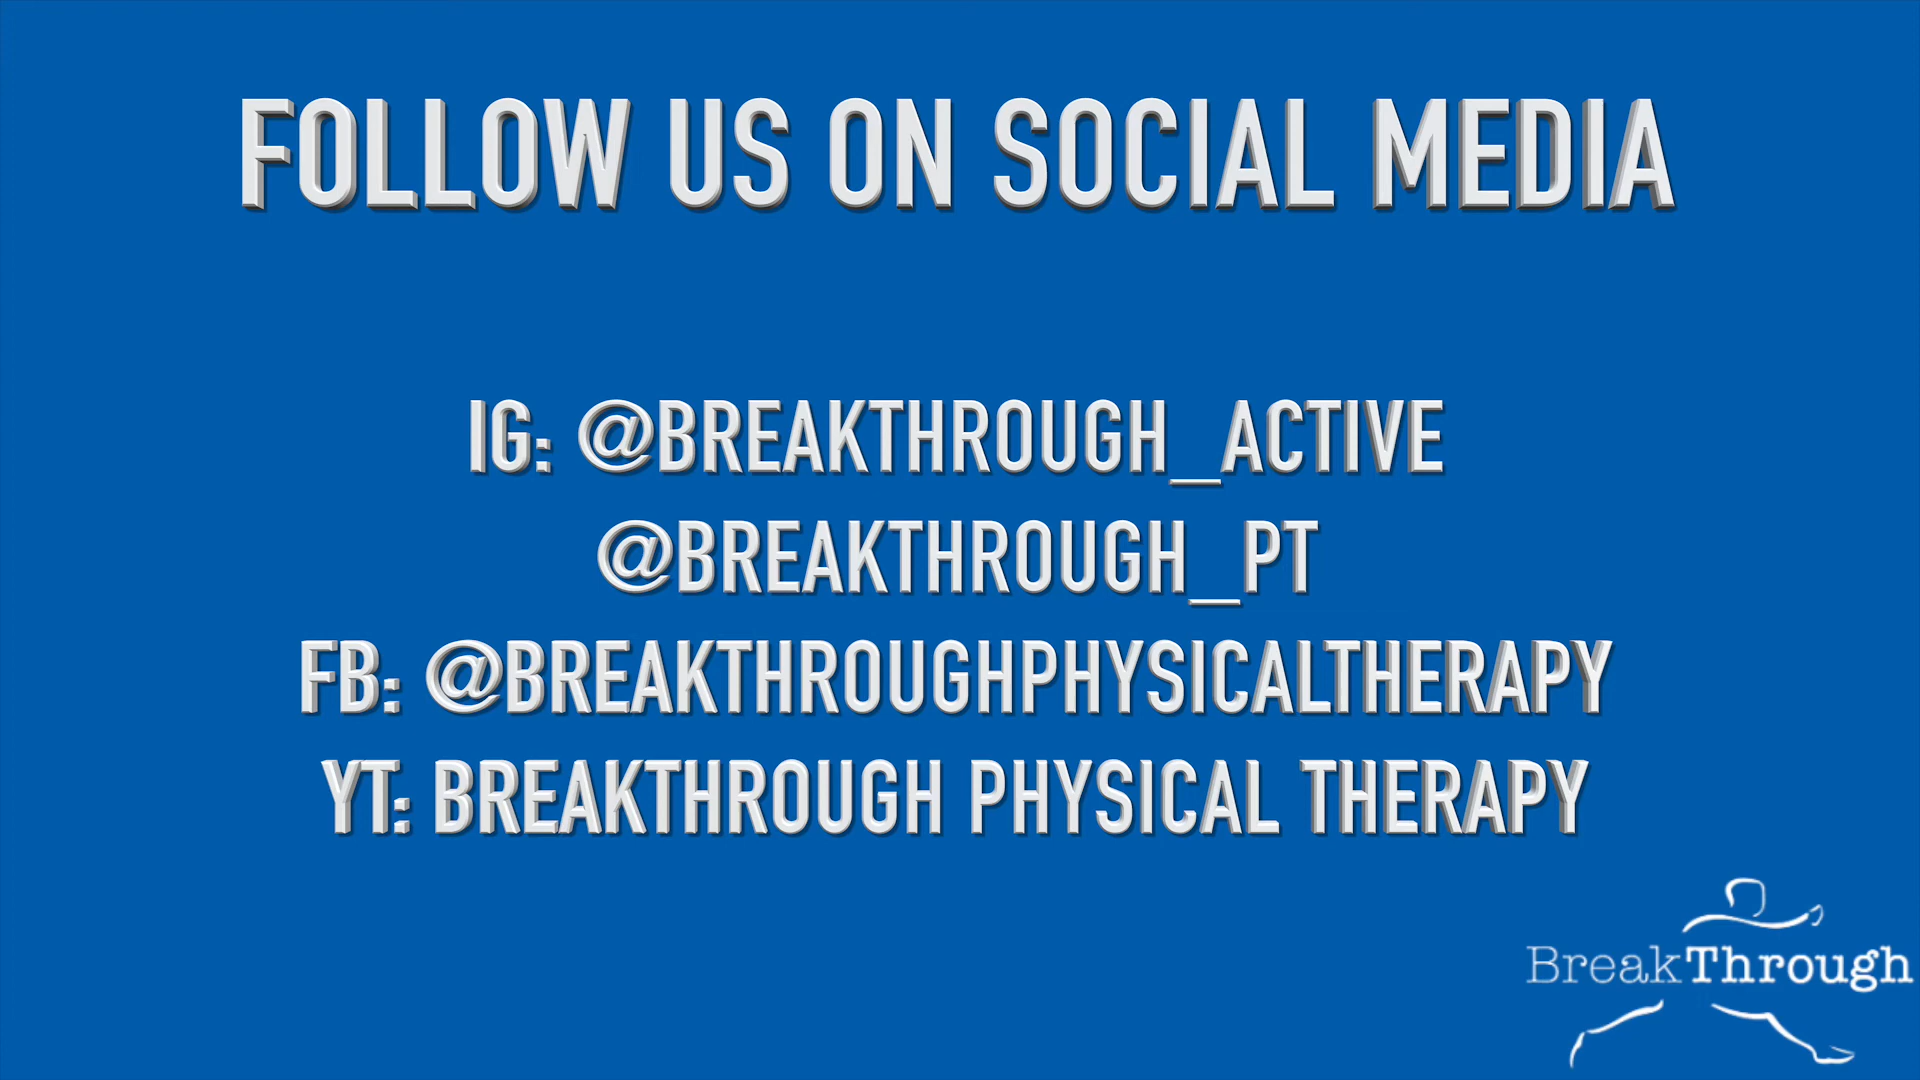 FOLLOW US ON SOCIAL MEDIA
IG: @BREAKTHROUGH_ACTIVE
@BREAKTHROUGH_PT
FB: @BREAKTHROUGHPHYSICALTHERAPY
YT: BREAKTHROUGH PHYSICAL THERAPY
BreakThrough